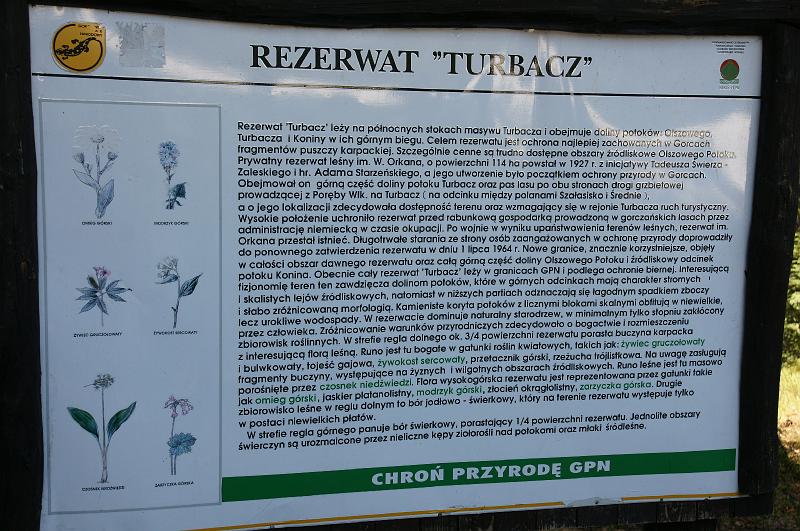 REZERWAT "TURBACZ"
Rezerwat 'Turbacz' leży na północnych stokach masywu Turbacza i obejmuje doliny potoków: Olszowego,
Turbacza i Koniny w ich górnym biegu. Celem rezerwatu jest ochrona najlepiej zachowanych w Gorcach
fragmentów puszczy karpackiej. Szczególnie cenne są trudno dostępne obszary źródliskowe Olszowego Potoku.
Prywatny rezerwat leśny im. W. Orkana, o powierzchni 114 ha powstał w 1927 r. z inicjatywy Tadeusza Świerza -
Zaleskiego i hr. Adama Starzeńskiego, a jego utworzenie było początkiem ochrony przyrody w Gorcach.
Obejmował on górną część doliny potoku Turbacz oraz pas lasu po obu stronach drogi grzbietowej
prowadzącej z Poręby Wlk. na Turbacz ( na odcinku między polanami Szałasisko i Średnie ),
a o jego lokalizacji zdecydowała dostępność terenu oraz wzmagający się w rejonie Turbacza ruch turystyczny.
Wysokie położenie uchroniło rezerwat przed rabunkową gospodarką prowadzoną w gorczańskich lasach przez
administrację niemiecką w czasie okupacji. Po wojnie w wyniku upaństwowienia terenów leśnych, rezerwat im.
Orkana przestał istnieć. Długotrwałe starania ze strony osób zaangażowanych w ochronę przyrody doprowadziły
do ponownego zatwierdzenia rezerwatu w dniu 1 lipca 1964 r. Nowe granice, znacznie korzystniejsze, objęły
w całości obszar dawnego rezerwatu oraz całą górną część doliny Olszowego Potoku i źródliskowy odcinek
potoku Konina. Obecnie cały rezerwat 'Turbacz' leży w granicach GPN i podlega ochronie biernej. Interesującą
fizjonomię teren ten zawdzięcza dolinom potoków, które w górnych odcinkach mają charakter stromych
i skalistych lejów źródliskowych, natomiast w niższych partiach odznaczają się łagodnym spadkiem zboczy
i słabo zróżnicowaną morfologią. Kamieniste koryta potoków z licznymi blokami skalnymi obfitują w niewielkie,
lecz urokliwe wodospady. W rezerwacie dominuje naturalny starodrzew, w minimalnym tylko stopniu zakłócony
przez człowieka. Zróżnicowanie warunków przyrodniczych zdecydowało o bogactwie i rozmieszczeniu
zbiorowisk roślinnych. W strefie regla dolnego ok. 3/4 powierzchni rezerwatu porasta buczyna karpacka
z interesującą florą leśną. Runo jest tu bogate w gatunki roślin kwiatowych, takich jak: żywiec gruczołowaty
i bulwkowaty, tojeść gajowa, żywokost sercowaty, przetacznik górski, rzeżucha trójlistkowa. Na uwagę zasługują
fragmenty buczyny, występujące na żyznych i wilgotnych obszarach źródliskowych. Runo leśne jest tu masowo
porośnięte przez czosnek niedźwiedzi. Flora wysokogórska rezerwatu jest reprezentowana przez gatunki takie
jak omieg górski, jaskier platanolistny, modrzyk górski, żłocień okrągłolistny, zarzyczka górska. Drugie
zbiorowisko leśne w reglu dolnym to bór jodłowo - świerkowy, który na terenie rezerwatu występuje tylko
w postaci niewielkich płatów.
W strefie regla górnego panuje bór świerkowy, porastający 1/4 powierzchni rezerwatu. Jednolite obszary
świerczyn są urozmaicone przez nieliczne kępy ziołorośli nad potokami oraz młaki śródleśne.
OMIEG GÓRSKI
MODRZYK GÓRSKI
ŻYWIEC GRUCZOŁOWATY
ŻYWOKOST SERCOWATY
CZOSNEK NIEDŹWIEDZI
ZARZYCZKA GÓRSKA
CHROŃ PRZYRODĘ GPN